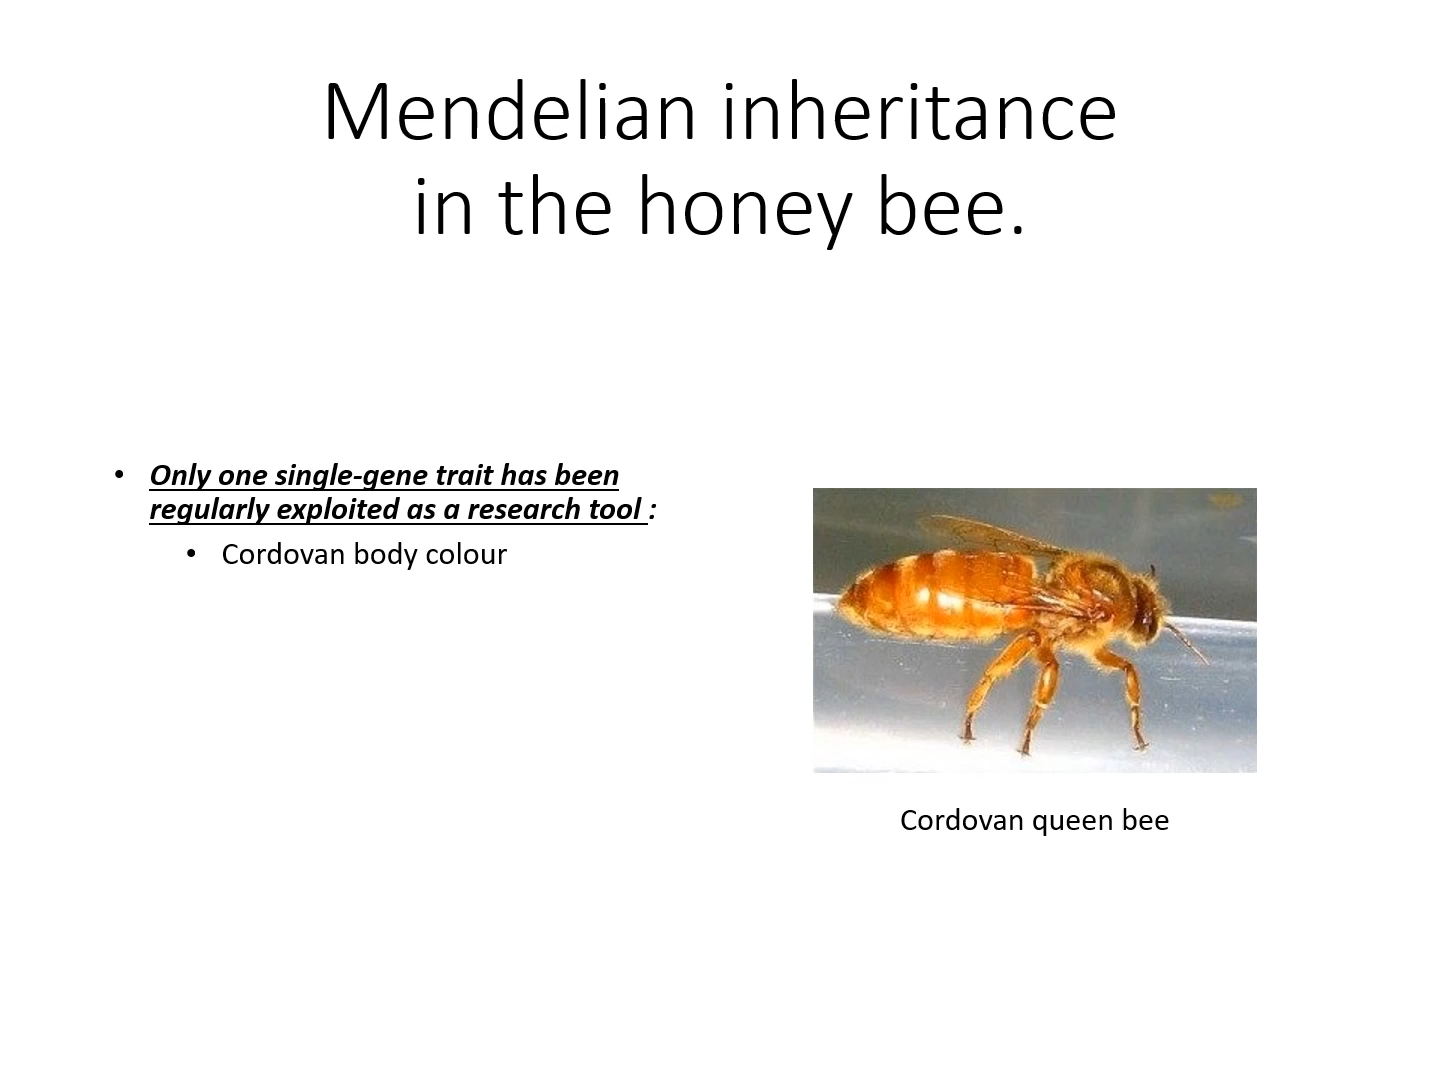 Mendelian inheritance
in the honey bee.
• Only one single-gene trait has been
regularly exploited as a research tool :
• Cordovan body colour
Cordovan queen bee